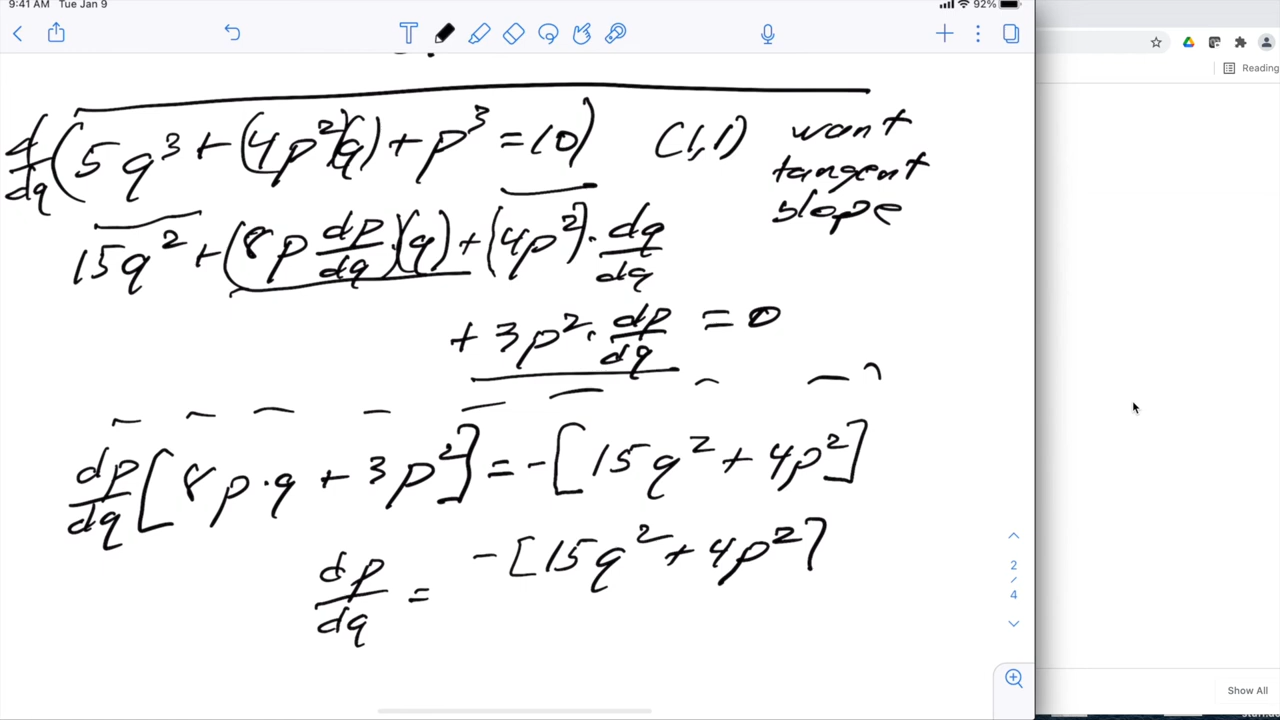 9:41 AM Tue Jan 9
92%
d/dq (5q³ + (4p²)(q) + p³ = 10) (1,1) want
tangent
slope
15q² + (8p dp/dq)·(q) + (4p²)· dq/dq
+ 3p² · dp/dq = 0
dp/dq [8p·q + 3p²] = -[15q² + 4p²]
dp/dq = -[15q² + 4p²]
2
/
4
Reading
Show All